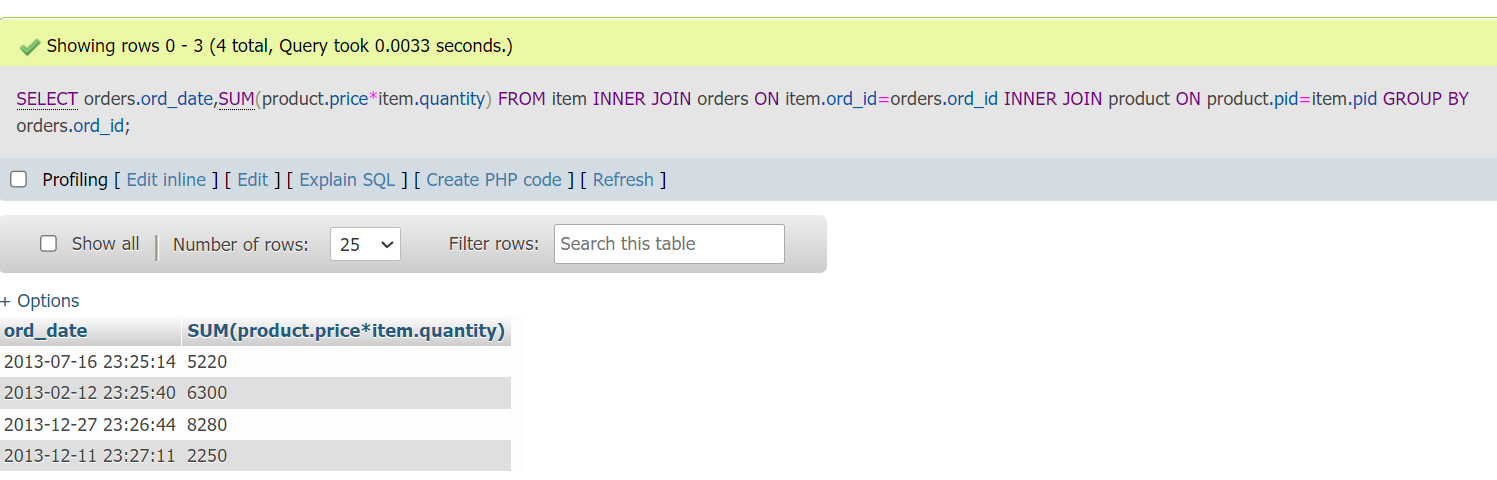 Showing rows 0 - 3 (4 total, Query took 0.0033 seconds.)
SELECT orders.ord_date,SUM(product.price*item.quantity) FROM item INNER JOIN orders ON item.ord_id=orders.ord_id INNER JOIN product ON product.pid=item.pid GROUP BY
orders.ord_id;
Profiling [ Edit inline ] [ Edit ] [ Explain SQL ] [ Create PHP code ] [ Refresh ]
Show all | Number of rows: 25 Filter rows: Search this table
+ Options
ord_date SUM(product.price*item.quantity)
2013-07-16 23:25:14 5220
2013-02-12 23:25:40 6300
2013-12-27 23:26:44 8280
2013-12-11 23:27:11 2250